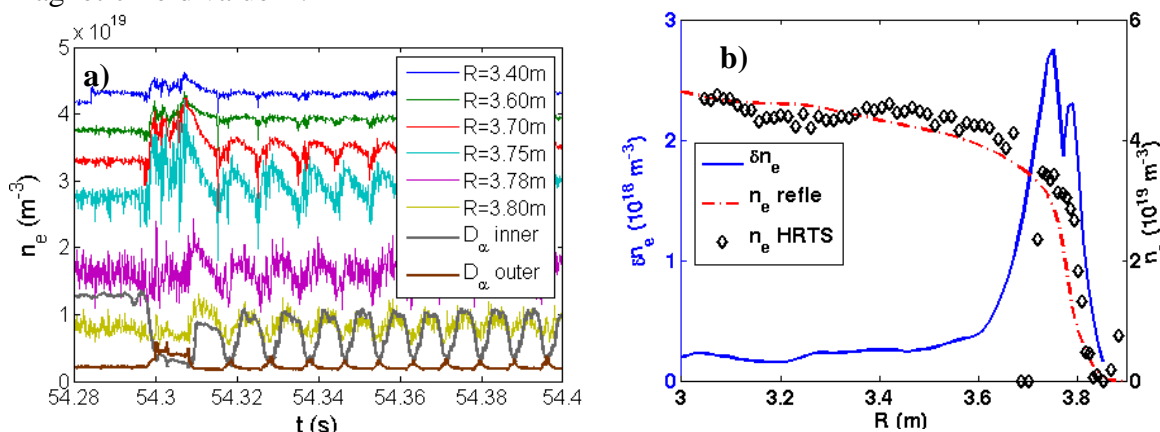 a)
5 x 10^19
4
3
2
1
0
n_e (m^-3)
54.28 54.3 54.32 54.34 54.36 54.38 54.4
t (s)
R=3.40m
R=3.60m
R=3.70m
R=3.75m
R=3.78m
R=3.80m
D_α inner
D_α outer
b)
3
2
1
0
δn_e (10^18 m^-3)
δn_e
n_e refle
n_e HRTS
6
4
2
0
(10^19 m^-3)
3 3.2 3.4 3.6 3.8
R (m)